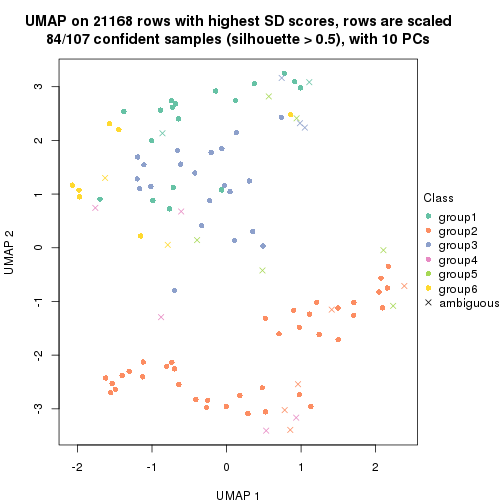 UMAP on 21168 rows with highest SD scores, rows are scaled
84/107 confident samples (silhouette > 0.5), with 10 PCs
3
2
1
0
-1
-2
-3
UMAP 2
-2
-1
0
1
2
UMAP 1
Class
group1
group2
group3
group4
group5
group6
ambiguous